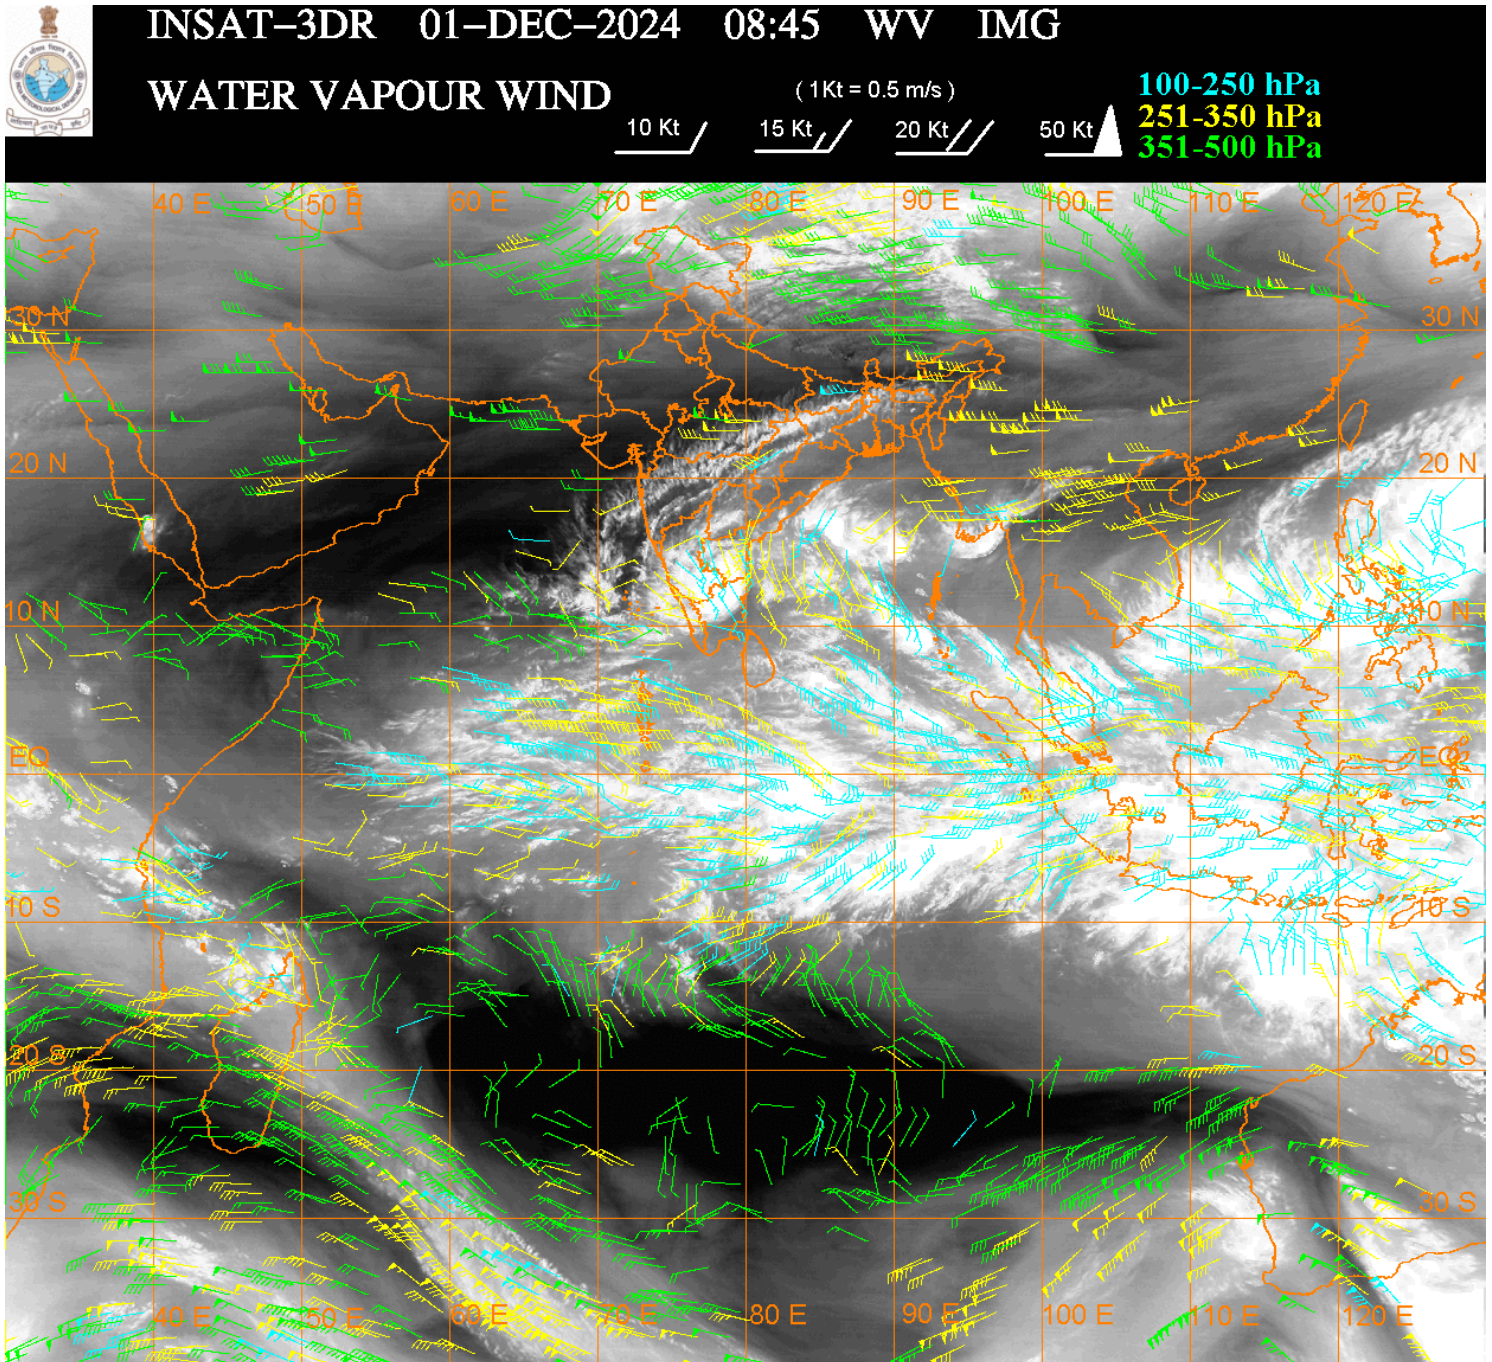 INSAT–3DR 01–DEC–2024 08:45 WV IMG
WATER VAPOUR WIND
( 1Kt = 0.5 m/s )
10 Kt 15 Kt 20 Kt 50 Kt
100-250 hPa
251-350 hPa
351-500 hPa
40 E 50 E 60 E 70 E 80 E 90 E 100 E 110 E 120 E
30 N 30 N
20 N 20 N
10 N 10 N
EQ EQ
10 S 10 S
20 S 20 S
30 S 30 S
40 E 50 E 60 E 70 E 80 E 90 E 100 E 110 E 120 E